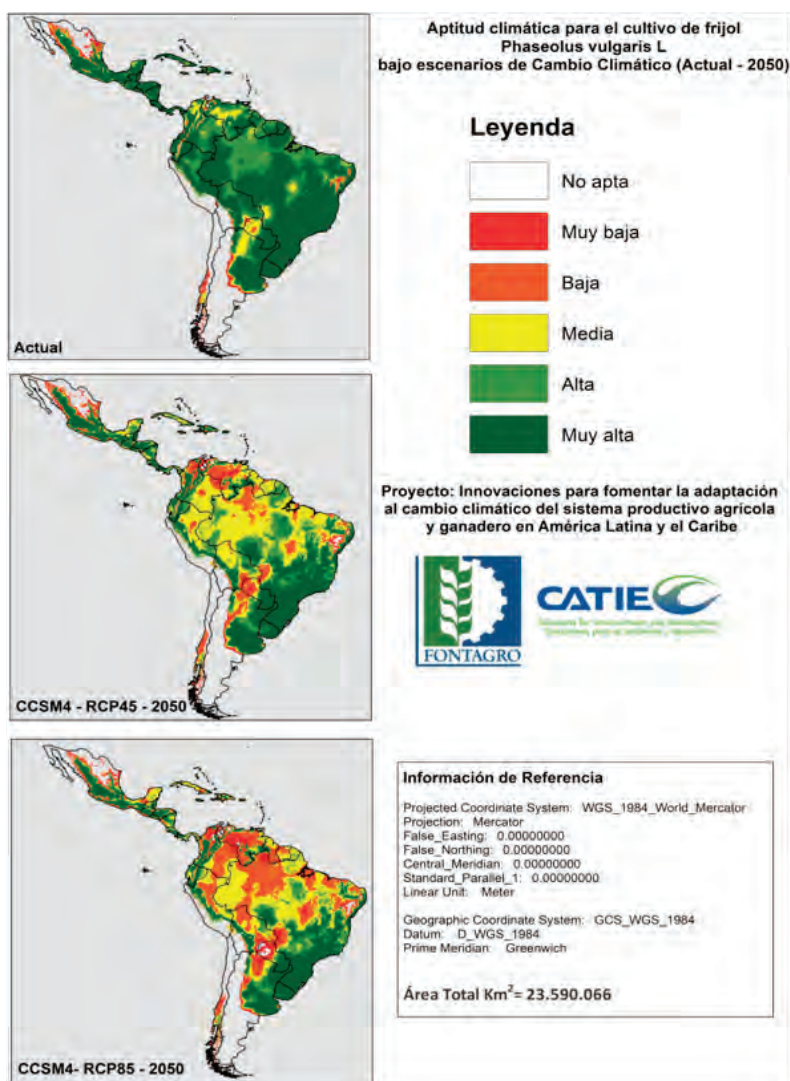 Aptitud climática para el cultivo de frijol
Phaseolus vulgaris L
bajo escenarios de Cambio Climático (Actual - 2050)
Leyenda
No apta
Muy baja
Baja
Media
Alta
Muy alta
Actual
Proyecto: Innovaciones para fomentar la adaptación
al cambio climático del sistema productivo agrícola
y ganadero en América Latina y el Caribe
FONTAGRO
CATIE
CCSM4 - RCP45 - 2050
Información de Referencia
Projected Coordinate System: WGS_1984_World_Mercator
Projection: Mercator
False_Easting: 0.00000000
False_Northing: 0.00000000
Central_Meridian: 0.00000000
Standard_Parallel_1: 0.00000000
Linear Unit: Meter
Geographic Coordinate System: GCS_WGS_1984
Datum: D_WGS_1984
Prime Meridian: Greenwich
Área Total Km²= 23.590.066
CCSM4- RCP85 - 2050